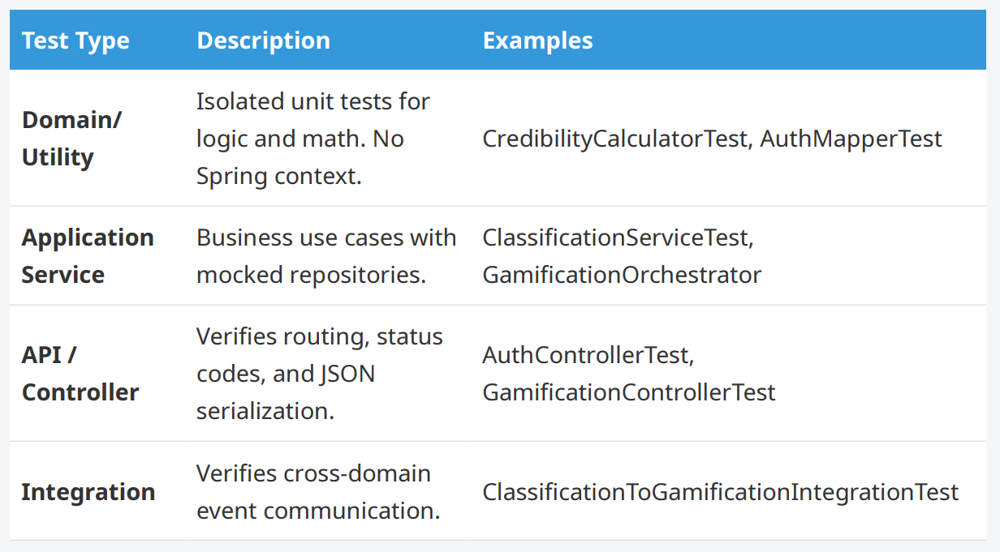 Test Type Description Examples
Domain/
Utility
Isolated unit tests for
logic and math. No
Spring context.
CredibilityCalculatorTest, AuthMapperTest
Application
Service
Business use cases with
mocked repositories.
ClassificationServiceTest,
GamificationOrchestrator
API /
Controller
Verifies routing, status
codes, and JSON
serialization.
AuthControllerTest,
GamificationControllerTest
Integration
Verifies cross-domain
event communication.
ClassificationToGamificationIntegrationTest